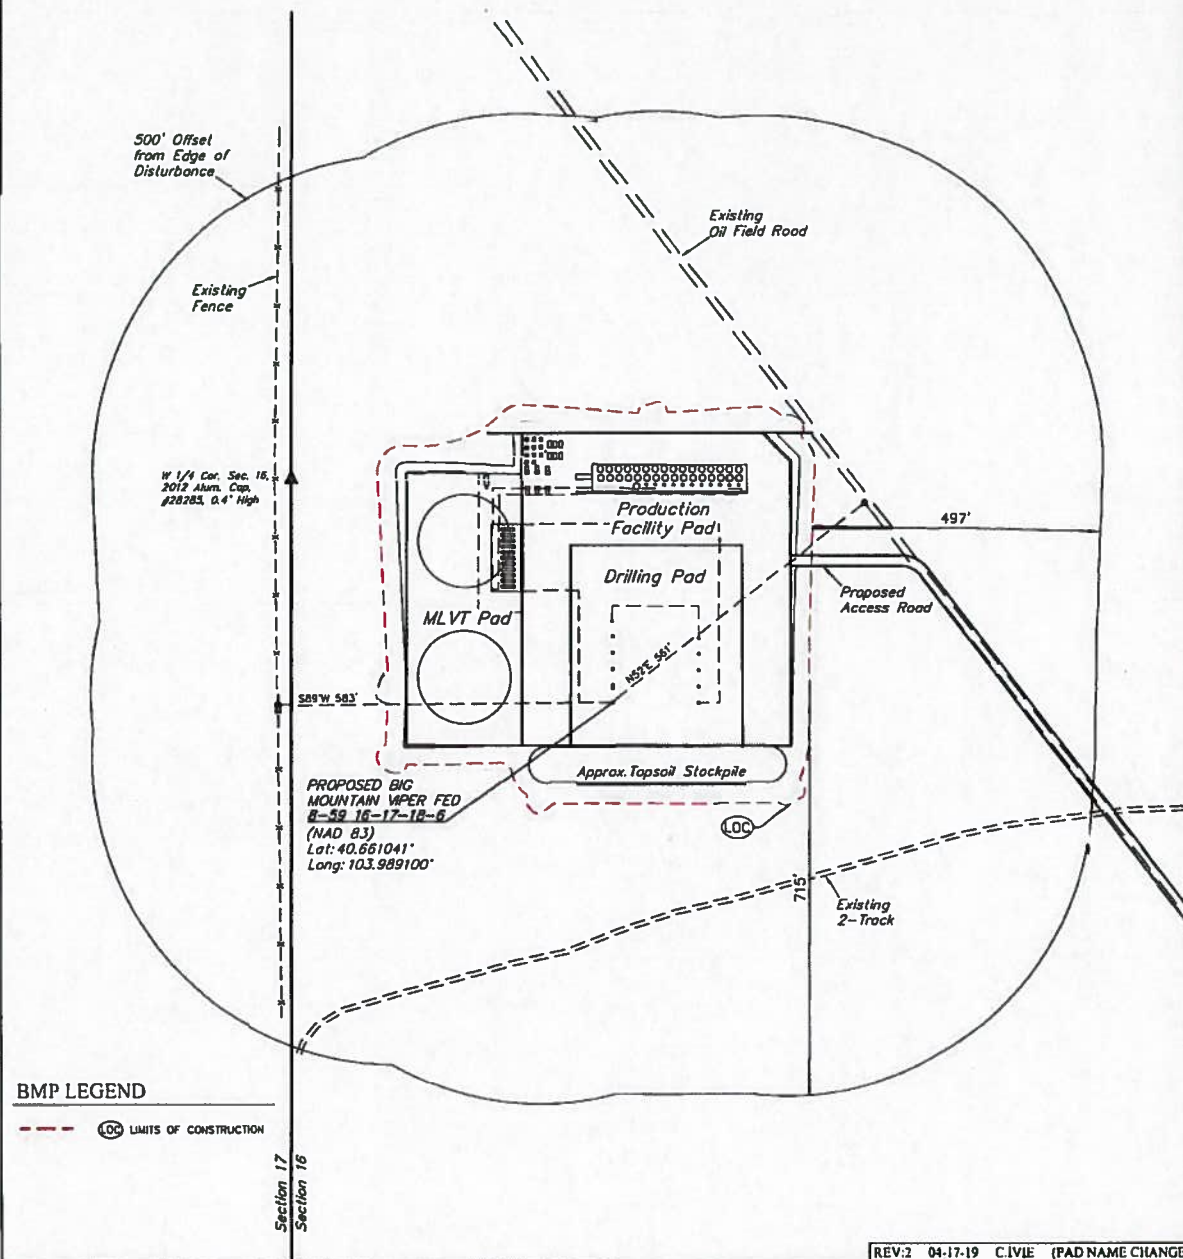 500' Offset
from Edge of
Disturbance
Existing
Oil Field Road
Existing
Fence
W 1/4 Cor. Sec. 16,
2012 Alum. Cap,
#28285, 0.4' High
Production
Facility Pad
497'
Drilling Pad
Proposed
Access Road
MLVT Pad
N52°E 561'
S89°W 583'
Approx. Topsoil Stockpile
PROPOSED BIG
MOUNTAIN VIPER FED
8-59 16-17-18-6
(NAD 83)
Lat: 40.661041°
Long: 103.989100°
LOC
715'
Existing
2-Track
BMP LEGEND
LOC LIMITS OF CONSTRUCTION
Section 17
Section 16
REV:2 04-17-19 C.IVIE (PAD NAME CHANGE